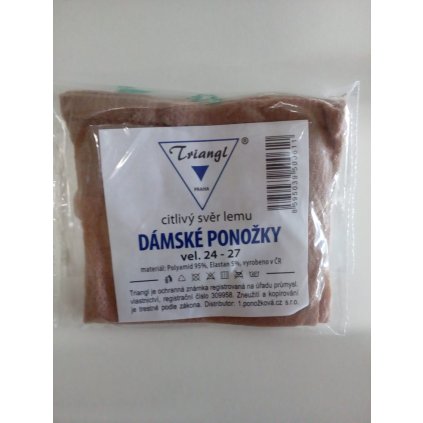 Triangl ®
PRAHA
citlivý svěr lemu
DÁMSKÉ PONOŽKY
vel. 24 - 27
materiál: Polyamid 95%, Elastan 5%, vyrobeno v ČR
Triangl je ochranná známka registrovaná na úřadu průmysl.
vlastnictví, registrační číslo 309958. Zneužití a kopírování
je trestné podle zákona. Distributor: 1.ponožková.cz s.r.o.